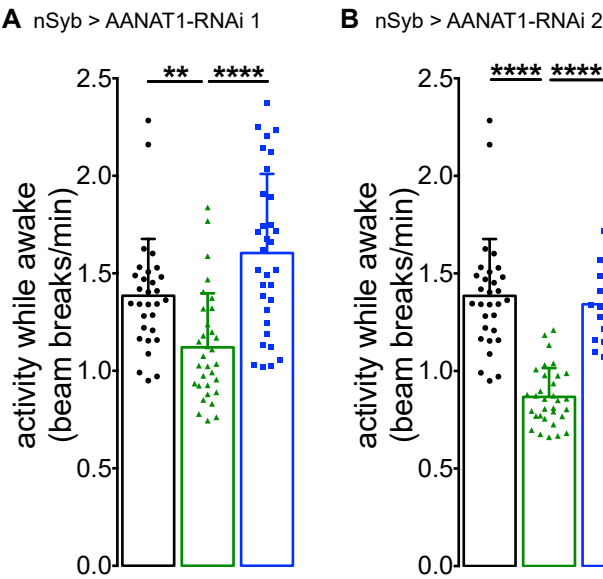 A nSyb > AANAT1-RNAi 1
** ****
2.5
2.0
1.5
1.0
0.5
0.0
activity while awake
(beam breaks/min)
B nSyb > AANAT1-RNAi 2
**** ****
2.5
2.0
1.5
1.0
0.5
0.0
activity while awake
(beam breaks/min)